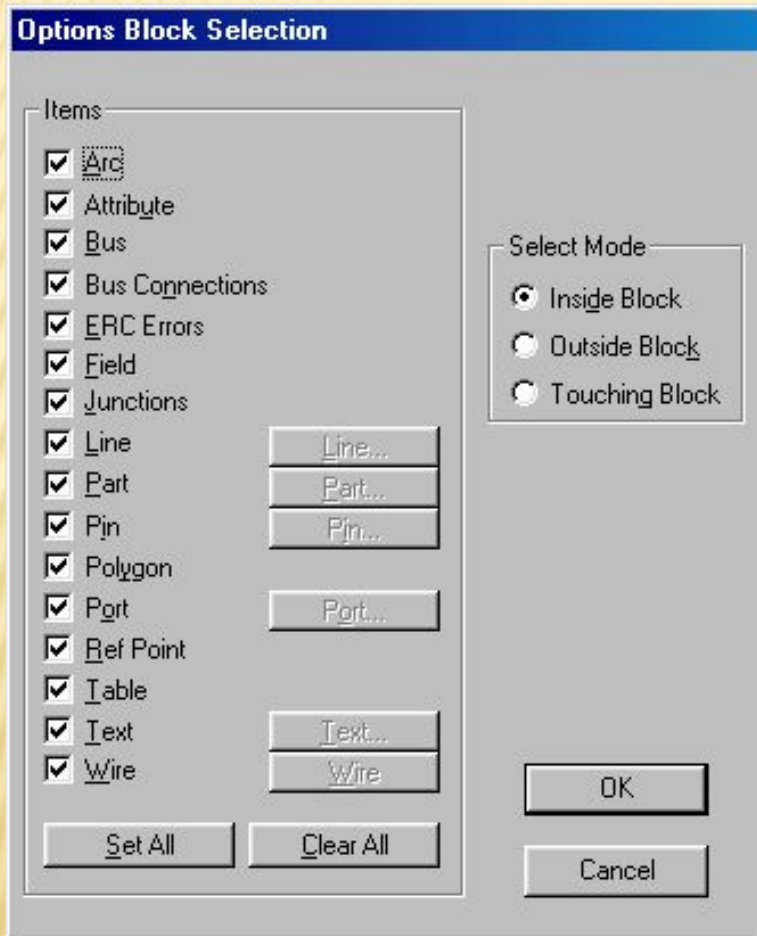 Options Block Selection
Items
Arc
Attribute
Bus
Bus Connections
ERC Errors
Field
Junctions
Line
Line...
Part
Part...
Pin
Pin...
Polygon
Port
Port...
Ref Point
Table
Text
Text...
Wire
Wire
Set All
Clear All
Select Mode
Inside Block
Outside Block
Touching Block
OK
Cancel